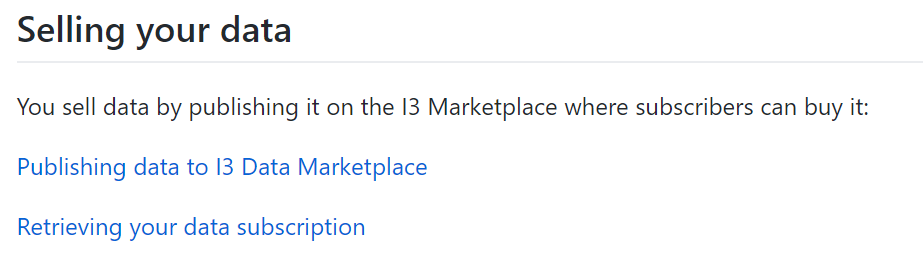 Selling your data
You sell data by publishing it on the I3 Marketplace where subscribers can buy it:
Publishing data to I3 Data Marketplace
Retrieving your data subscription